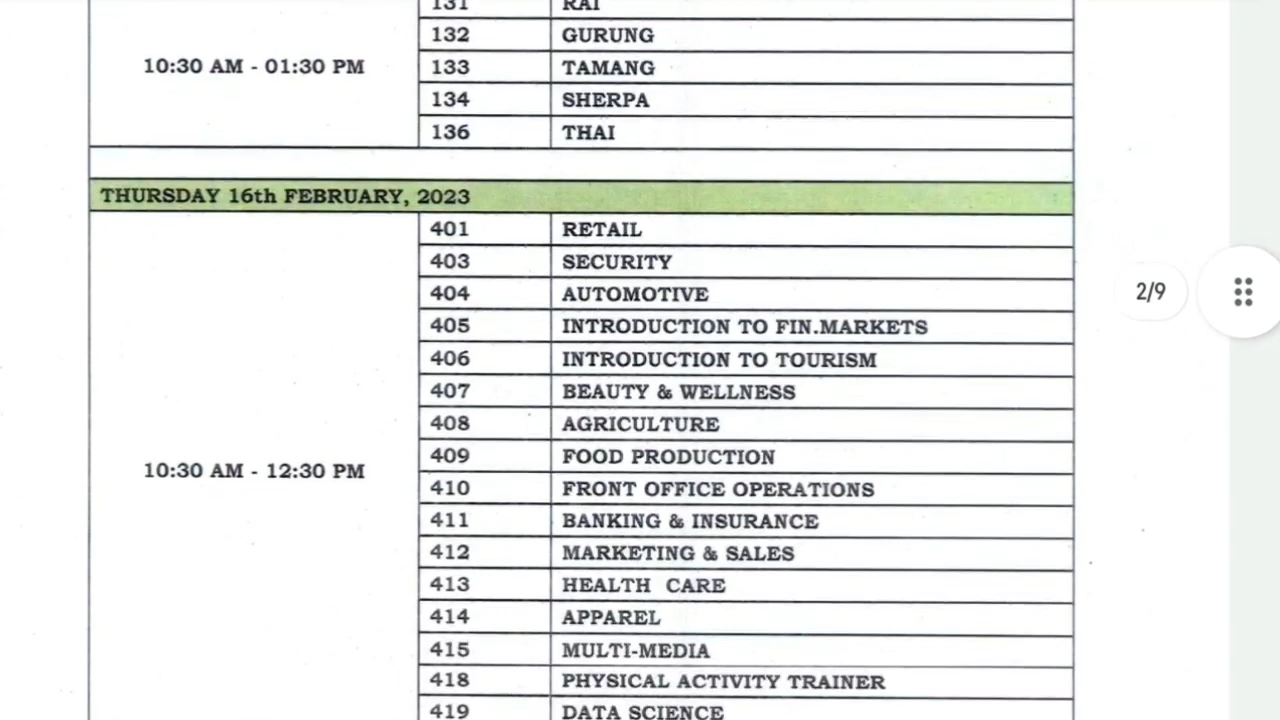 131 RAI
132 GURUNG
10:30 AM - 01:30 PM 133 TAMANG
134 SHERPA
136 THAI
THURSDAY 16th FEBRUARY, 2023
401 RETAIL
403 SECURITY
404 AUTOMOTIVE
405 INTRODUCTION TO FIN.MARKETS
2/9
406 INTRODUCTION TO TOURISM
407 BEAUTY & WELLNESS
408 AGRICULTURE
409 FOOD PRODUCTION
10:30 AM - 12:30 PM
410 FRONT OFFICE OPERATIONS
411 BANKING & INSURANCE
412 MARKETING & SALES
413 HEALTH CARE
414 APPAREL
415 MULTI-MEDIA
418 PHYSICAL ACTIVITY TRAINER
419 DATA SCIENCE